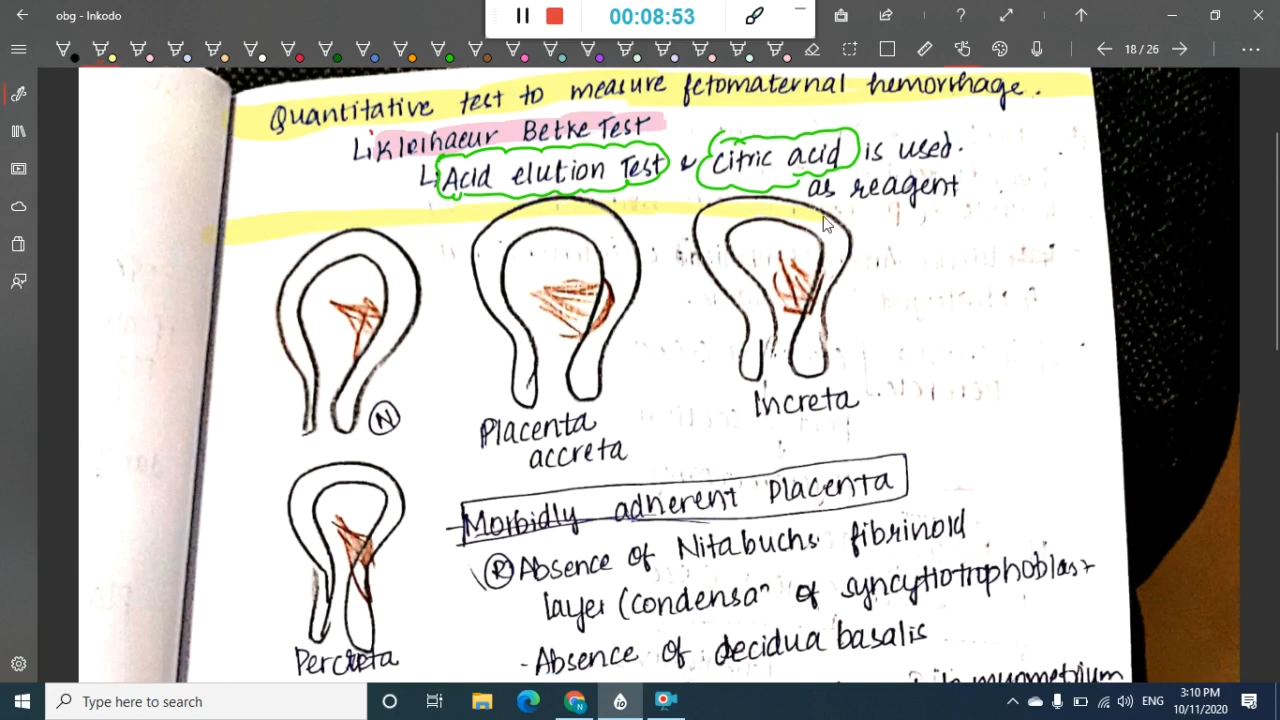 obg - Inkodo
00:08:53
18 / 26
Quantitative test to measure fetomaternal hemorrhage.
Kleihaeur Betke Test
Acid elution Test & Citric acid is used.
as reagent
N
Placenta
accreta
Increta
Percreta
Morbidly adherent Placenta
R Absence of Nitabuchs fibrinoid
layer (condensaⁿ of syncytiotrophoblast
- Absence of decidua basalis
myometrium
Type here to search
ENG
3:10 PM
10/11/2020